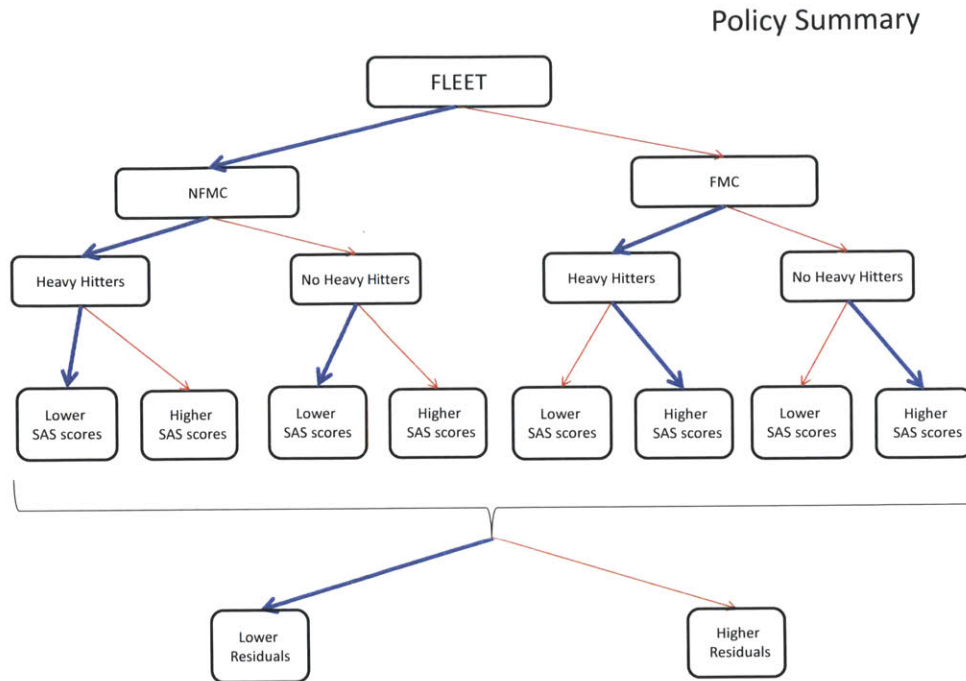 Policy Summary
FLEET
NFMC
FMC
Heavy Hitters
No Heavy Hitters
Heavy Hitters
No Heavy Hitters
Lower
SAS scores
Higher
SAS scores
Lower
SAS scores
Higher
SAS scores
Lower
SAS scores
Higher
SAS scores
Lower
SAS scores
Higher
SAS scores
Lower
Residuals
Higher
Residuals